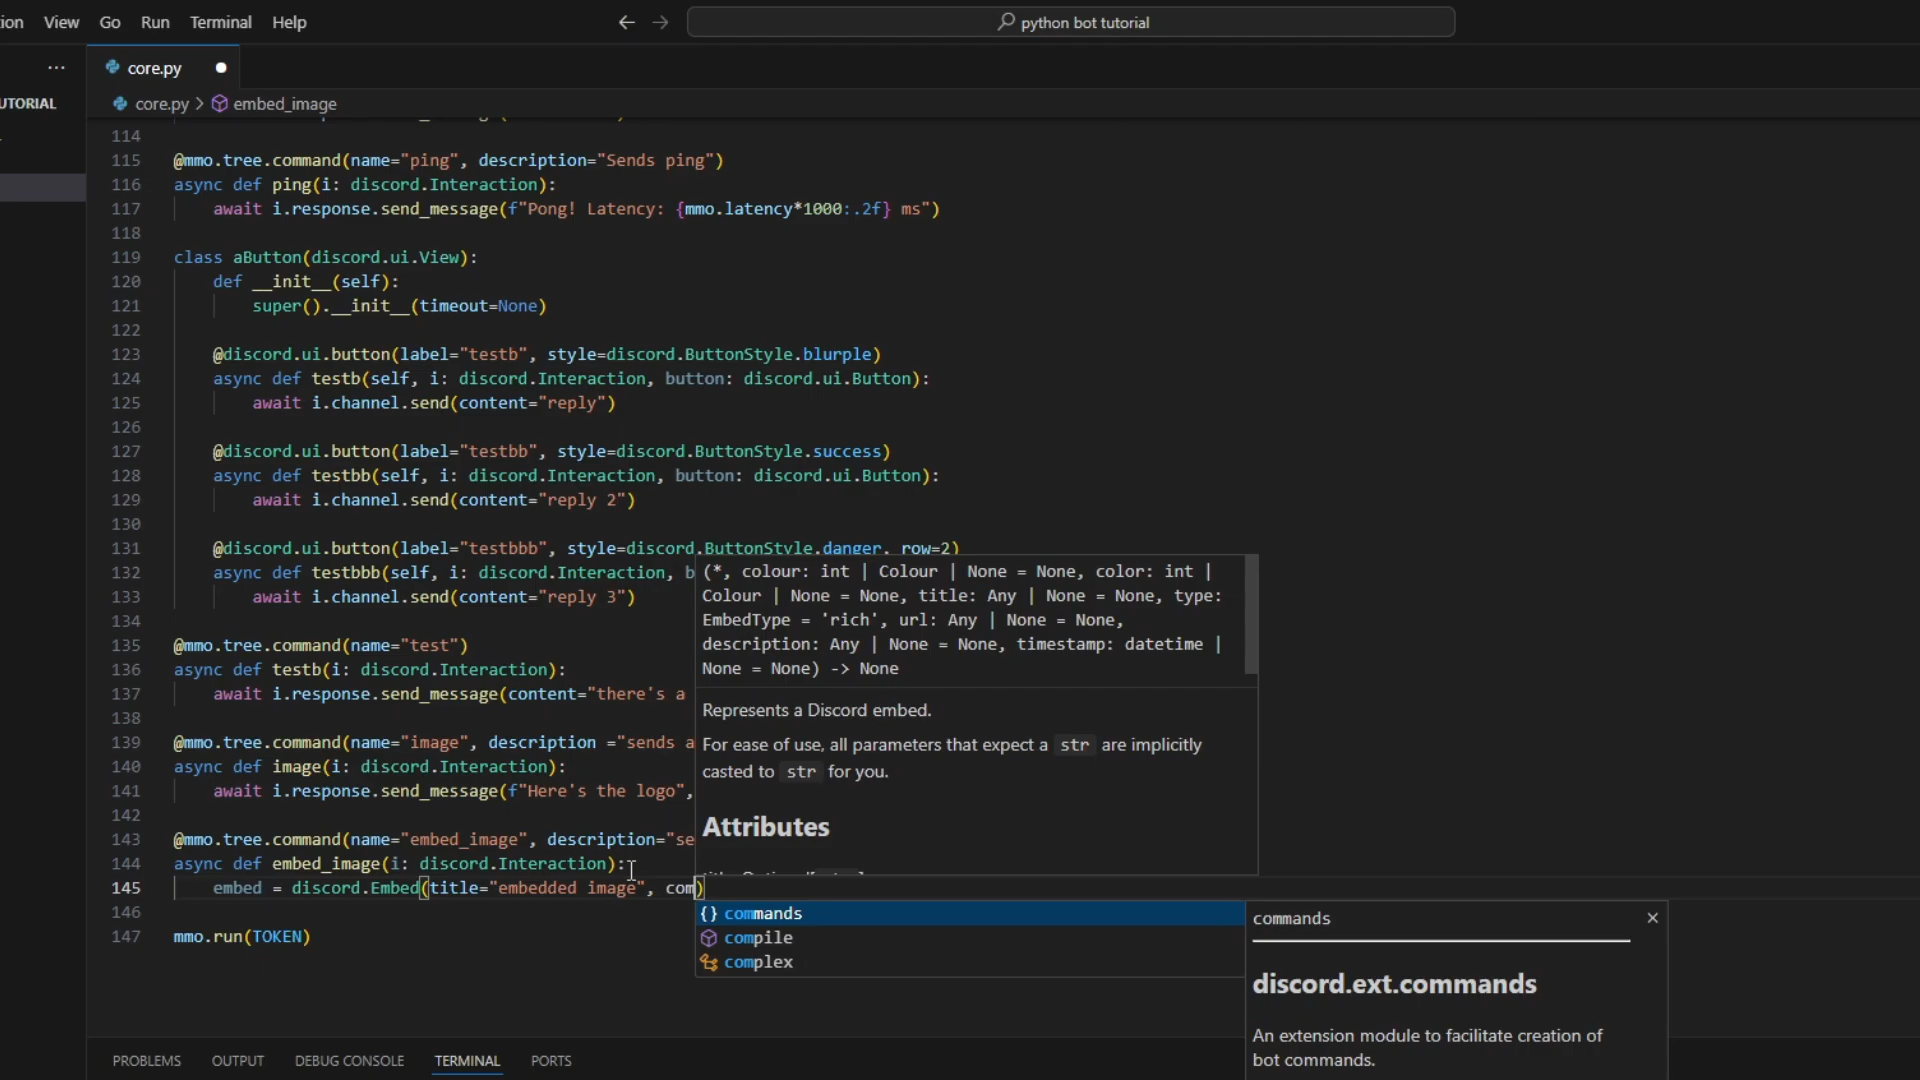 ion View Go Run Terminal Help
python bot tutorial
core.py
UTORIAL
core.py > embed_image
114
115 @mmo.tree.command(name="ping", description="Sends ping")
116 async def ping(i: discord.Interaction):
117 await i.response.send_message(f"Pong! Latency: {mmo.latency*1000:.2f} ms")
118
119 class aButton(discord.ui.View):
120 def __init__(self):
121 super().__init__(timeout=None)
122
123 @discord.ui.button(label="testb", style=discord.ButtonStyle.blurple)
124 async def testb(self, i: discord.Interaction, button: discord.ui.Button):
125 await i.channel.send(content="reply")
126
127 @discord.ui.button(label="testbb", style=discord.ButtonStyle.success)
128 async def testbb(self, i: discord.Interaction, button: discord.ui.Button):
129 await i.channel.send(content="reply 2")
130
131 @discord.ui.button(label="testbbb", style=discord.ButtonStyle.danger, row=2)
132 async def testbbb(self, i: discord.Interaction, b
133 await i.channel.send(content="reply 3")
134
135 @mmo.tree.command(name="test")
136 async def testb(i: discord.Interaction):
137 await i.response.send_message(content="there's a
138
139 @mmo.tree.command(name="image", description ="sends a
140 async def image(i: discord.Interaction):
141 await i.response.send_message(f"Here's the logo",
142
143 @mmo.tree.command(name="embed_image", description="se
144 async def embed_image(i: discord.Interaction):
145 embed = discord.Embed(title="embedded image", com)
146
147 mmo.run(TOKEN)
(*, colour: int | Colour | None = None, color: int |
Colour | None = None, title: Any | None = None, type:
EmbedType = 'rich', url: Any | None = None,
description: Any | None = None, timestamp: datetime |
None = None) -> None
Represents a Discord embed.
For ease of use, all parameters that expect a str are implicitly
casted to str for you.
Attributes
commands
compile
complex
commands
discord.ext.commands
An extension module to facilitate creation of
bot commands.
PROBLEMS OUTPUT DEBUG CONSOLE TERMINAL PORTS